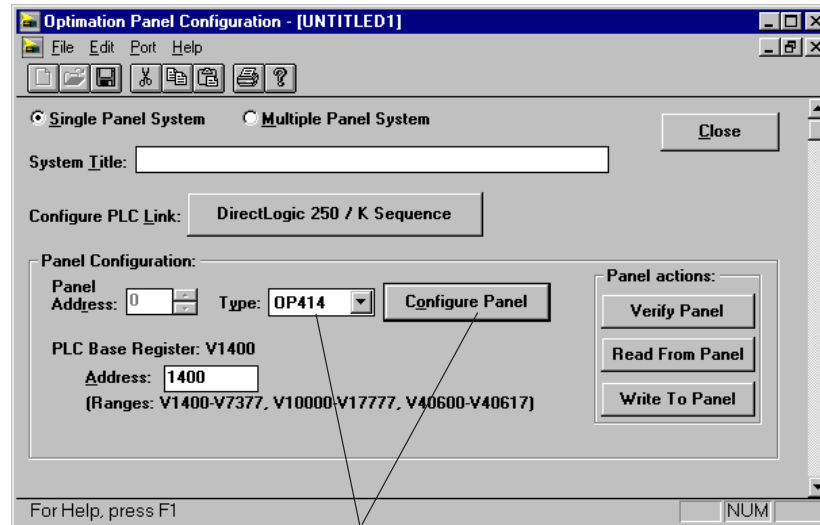 Optimation Panel Configuration - [UNTITLED1]
File Edit Port Help
Single Panel System Multiple Panel System
Close
System Title:
Configure PLC Link: DirectLogic 250 / K Sequence
Panel Configuration:
Panel Address: 0 Type: OP414 Configure Panel
PLC Base Register: V1400
Address: 1400
(Ranges: V1400-V7377, V10000-V17777, V40600-V40617)
Panel actions:
Verify Panel
Read From Panel
Write To Panel
For Help, press F1 NUM